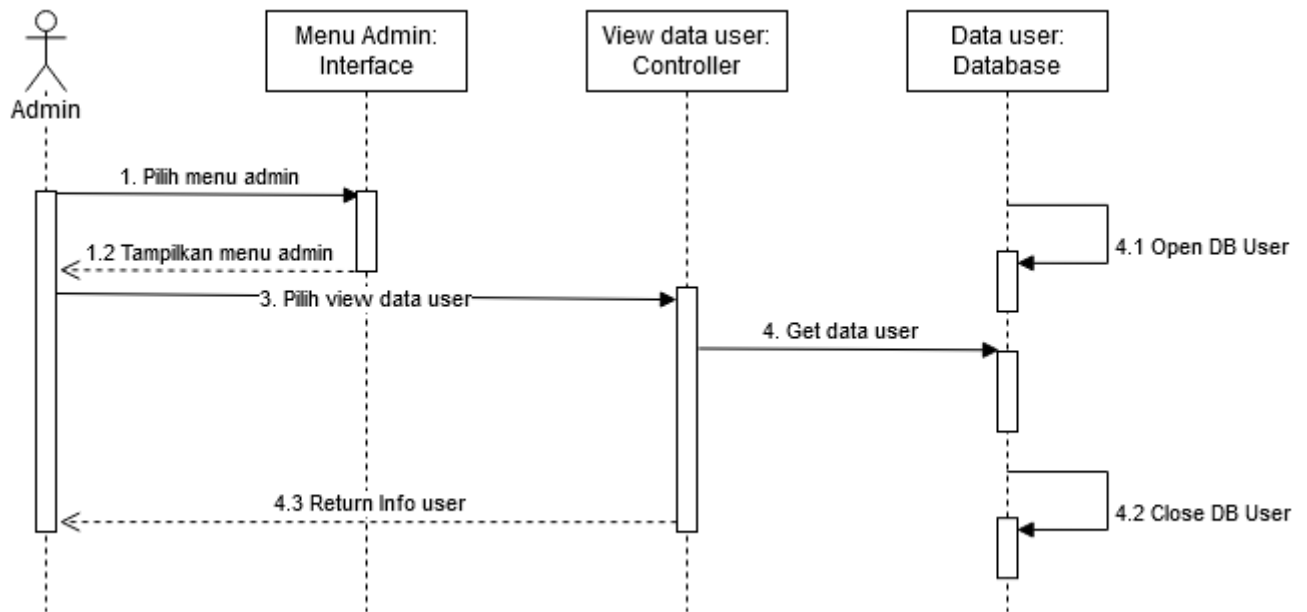 Menu Admin:
Interface
View data user:
Controller
Data user:
Database
Admin
1. Pilih menu admin
1.2 Tampilkan menu admin
4.1 Open DB User
3. Pilih view data user
4. Get data user
4.3 Return Info user
4.2 Close DB User